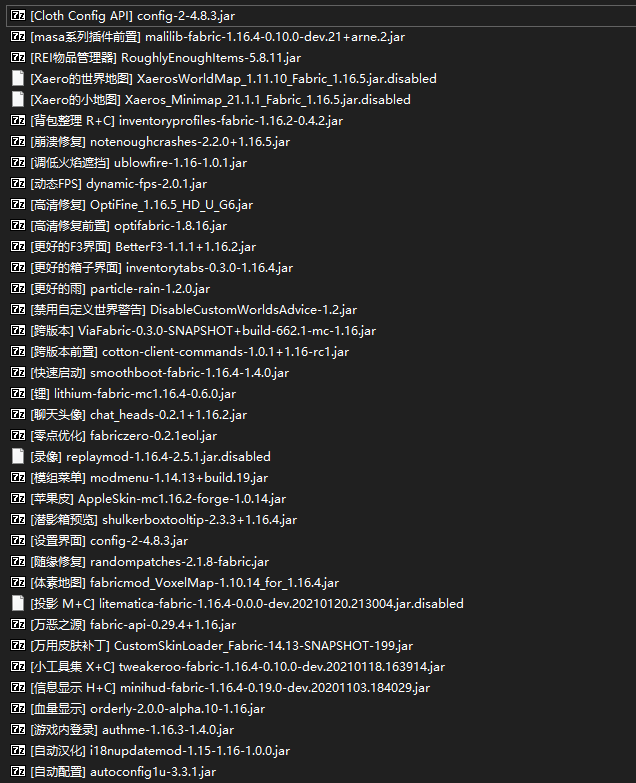 [Cloth Config API] config-2-4.8.3.jar
[masa系列插件前置] malilib-fabric-1.16.4-0.10.0-dev.21+arne.2.jar
[REI物品管理器] RoughlyEnoughItems-5.8.11.jar
[Xaero的世界地图] XaerosWorldMap_1.11.10_Fabric_1.16.5.jar.disabled
[Xaero的小地图] Xaeros_Minimap_21.1.1_Fabric_1.16.5.jar.disabled
[背包整理 R+C] inventoryprofiles-fabric-1.16.2-0.4.2.jar
[崩溃修复] notenoughcrashes-2.2.0+1.16.5.jar
[调低火焰遮挡] ublowfire-1.16-1.0.1.jar
[动态FPS] dynamic-fps-2.0.1.jar
[高清修复] OptiFine_1.16.5_HD_U_G6.jar
[高清修复前置] optifabric-1.8.16.jar
[更好的F3界面] BetterF3-1.1.1+1.16.2.jar
[更好的箱子界面] inventorytabs-0.3.0-1.16.4.jar
[更好的雨] particle-rain-1.2.0.jar
[禁用自定义世界警告] DisableCustomWorldsAdvice-1.2.jar
[跨版本] ViaFabric-0.3.0-SNAPSHOT+build-662.1-mc-1.16.jar
[跨版本前置] cotton-client-commands-1.0.1+1.16-rc1.jar
[快速启动] smoothboot-fabric-1.16.4-1.4.0.jar
[锂] lithium-fabric-mc1.16.4-0.6.0.jar
[聊天头像] chat_heads-0.2.1+1.16.2.jar
[零点优化] fabriczero-0.2.1eol.jar
[录像] replaymod-1.16.4-2.5.1.jar.disabled
[模组菜单] modmenu-1.14.13+build.19.jar
[苹果皮] AppleSkin-mc1.16.2-forge-1.0.14.jar
[潜影箱预览] shulkerboxtooltip-2.3.3+1.16.4.jar
[设置界面] config-2-4.8.3.jar
[随缘修复] randompatches-2.1.8-fabric.jar
[体素地图] fabricmod_VoxelMap-1.10.14_for_1.16.4.jar
[投影 M+C] litematica-fabric-1.16.4-0.0.0-dev.20210120.213004.jar.disabled
[万恶之源] fabric-api-0.29.4+1.16.jar
[万用皮肤补丁] CustomSkinLoader_Fabric-14.13-SNAPSHOT-199.jar
[小工具集 X+C] tweakeroo-fabric-1.16.4-0.10.0-dev.20210118.163914.jar
[信息显示 H+C] minihud-fabric-1.16.4-0.19.0-dev.20201103.184029.jar
[血量显示] orderly-2.0.0-alpha.10-1.16.jar
[游戏内登录] authme-1.16.3-1.4.0.jar
[自动汉化] i18nupdatemod-1.15-1.16-1.0.0.jar
[自动配置] autoconfig1u-3.3.1.jar